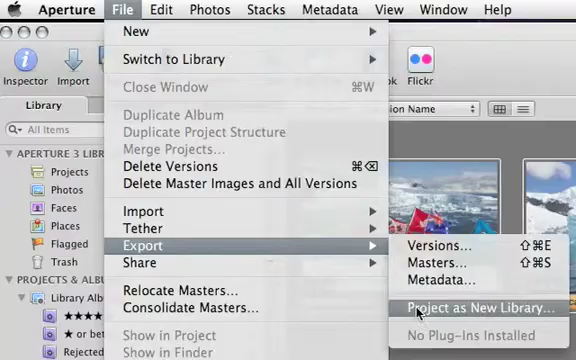 Aperture File Edit Photos Stacks Metadata View Window Help
Inspector
Import
Flickr
Library
ion Name
All Items
APERTURE 3 LIBR
Projects
Photos
Faces
Places
Flagged
Trash
PROJECTS & ALBU
Library Alb
★★★★
★ or bet
Rejected
New
Switch to Library
Close Window ⌘W
Duplicate Album
Duplicate Project Structure
Merge Projects...
Delete Versions ⌘⌫
Delete Master Images and All Versions
Import
Tether
Export
Share
Relocate Masters...
Consolidate Masters...
Show in Project
Show in Finder
Versions... ⇧⌘E
Masters... ⇧⌘S
Metadata...
Project as New Library...
No Plug-Ins Installed